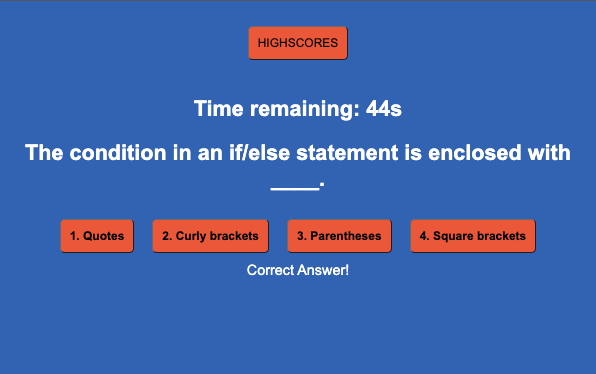 HIGHSCORES
Time remaining: 44s
The condition in an if/else statement is enclosed with
____.
1. Quotes 2. Curly brackets 3. Parentheses 4. Square brackets
Correct Answer!